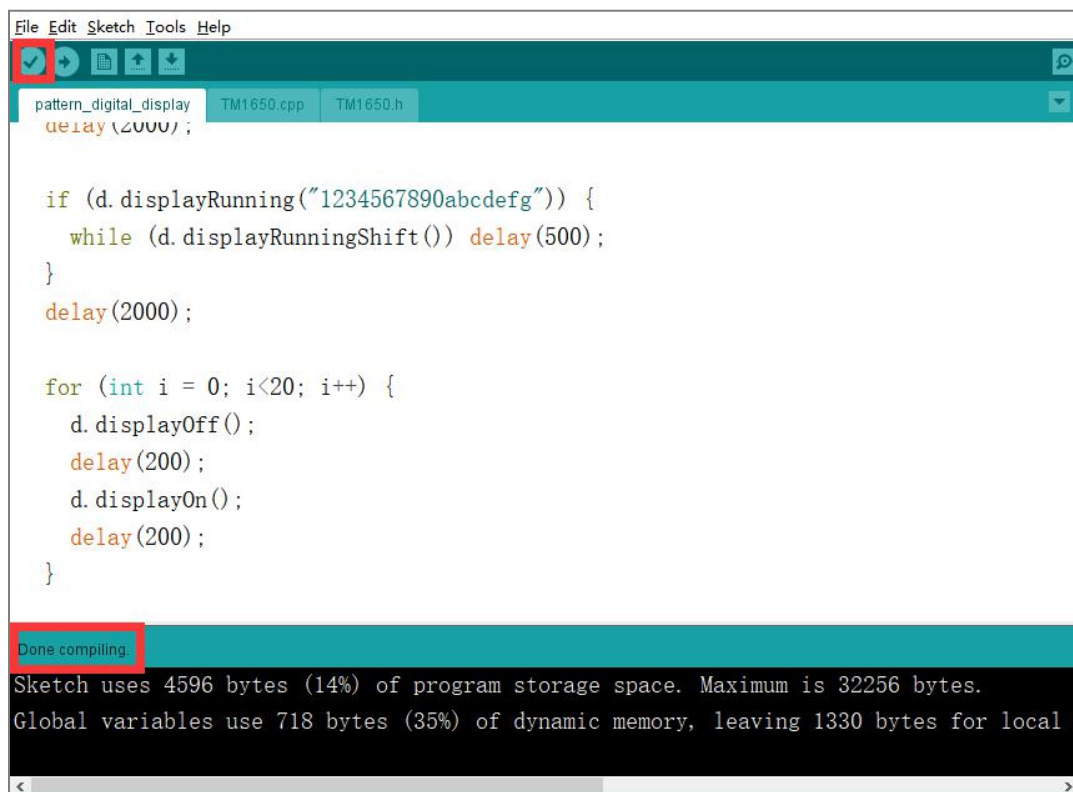 File Edit Sketch Tools Help
pattern_digital_display TM1650.cpp TM1650.h
delay(2000);
if (d.displayRunning("1234567890abcdefg")) {
while (d.displayRunningShift()) delay(500);
}
delay(2000);
for (int i = 0; i<20; i++) {
d.displayOff();
delay(200);
d.displayOn();
delay(200);
}
Done compiling.
Sketch uses 4596 bytes (14%) of program storage space. Maximum is 32256 bytes.
Global variables use 718 bytes (35%) of dynamic memory, leaving 1330 bytes for local